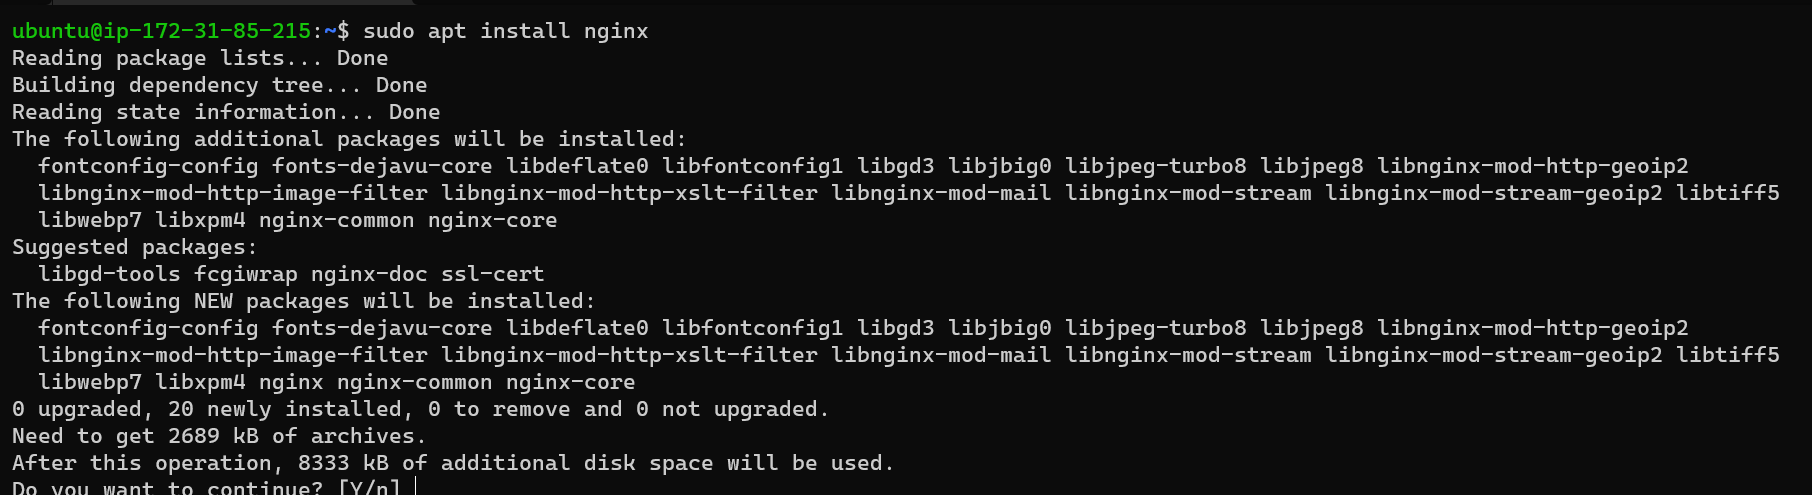 ubuntu@ip-172-31-85-215:~$ sudo apt install nginx
Reading package lists... Done
Building dependency tree... Done
Reading state information... Done
The following additional packages will be installed:
  fontconfig-config fonts-dejavu-core libdeflate0 libfontconfig1 libgd3 libjbig0 libjpeg-turbo8 libjpeg8 libnginx-mod-http-geoip2
  libnginx-mod-http-image-filter libnginx-mod-http-xslt-filter libnginx-mod-mail libnginx-mod-stream libnginx-mod-stream-geoip2 libtiff5
  libwebp7 libxpm4 nginx-common nginx-core
Suggested packages:
  libgd-tools fcgiwrap nginx-doc ssl-cert
The following NEW packages will be installed:
  fontconfig-config fonts-dejavu-core libdeflate0 libfontconfig1 libgd3 libjbig0 libjpeg-turbo8 libjpeg8 libnginx-mod-http-geoip2
  libnginx-mod-http-image-filter libnginx-mod-http-xslt-filter libnginx-mod-mail libnginx-mod-stream libnginx-mod-stream-geoip2 libtiff5
  libwebp7 libxpm4 nginx nginx-common nginx-core
0 upgraded, 20 newly installed, 0 to remove and 0 not upgraded.
Need to get 2689 kB of archives.
After this operation, 8333 kB of additional disk space will be used.
Do you want to continue? [Y/n]